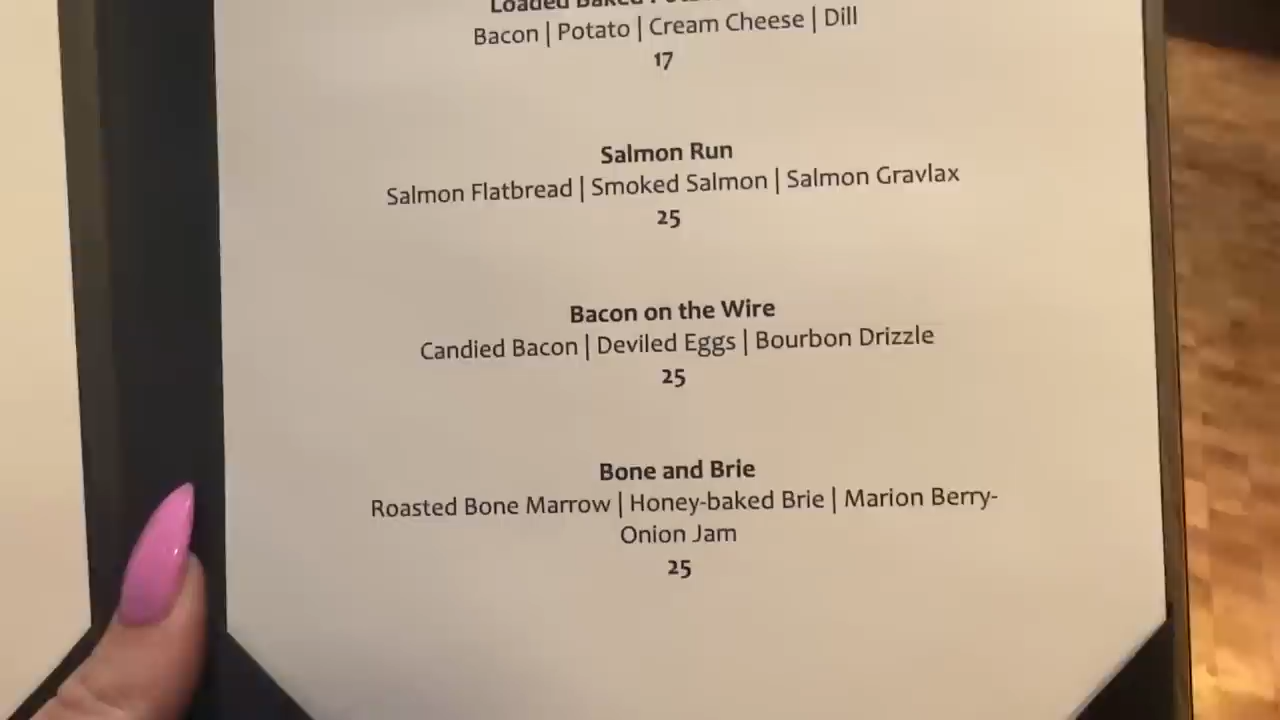 Loaded Baked
Bacon | Potato | Cream Cheese | Dill
17
Salmon Run
Salmon Flatbread | Smoked Salmon | Salmon Gravlax
25
Bacon on the Wire
Candied Bacon | Deviled Eggs | Bourbon Drizzle
25
Bone and Brie
Roasted Bone Marrow | Honey-baked Brie | Marion Berry-
Onion Jam
25